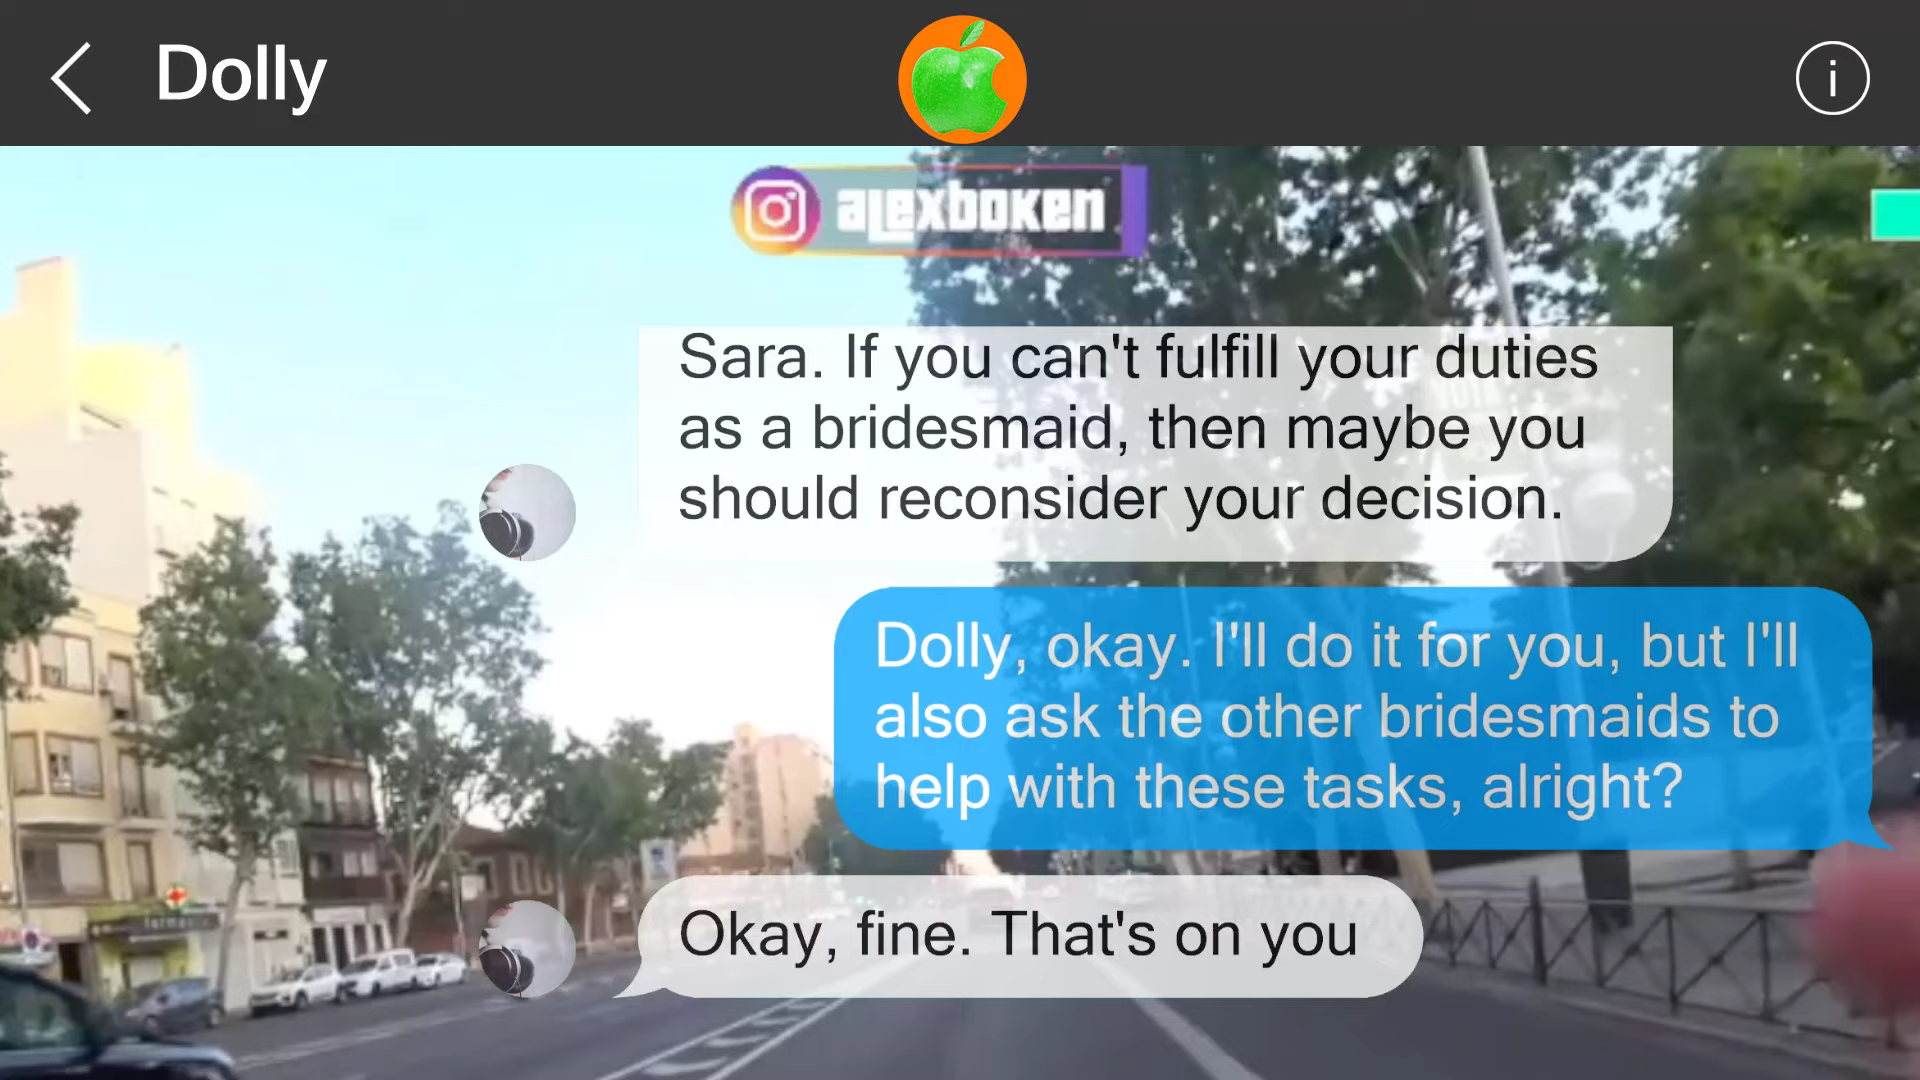 Dolly
i
alexboken
Sara. If you can't fulfill your duties
as a bridesmaid, then maybe you
should reconsider your decision.
Dolly, okay. I'll do it for you, but I'll
also ask the other bridesmaids to
help with these tasks, alright?
farmacia
Okay, fine. That's on you